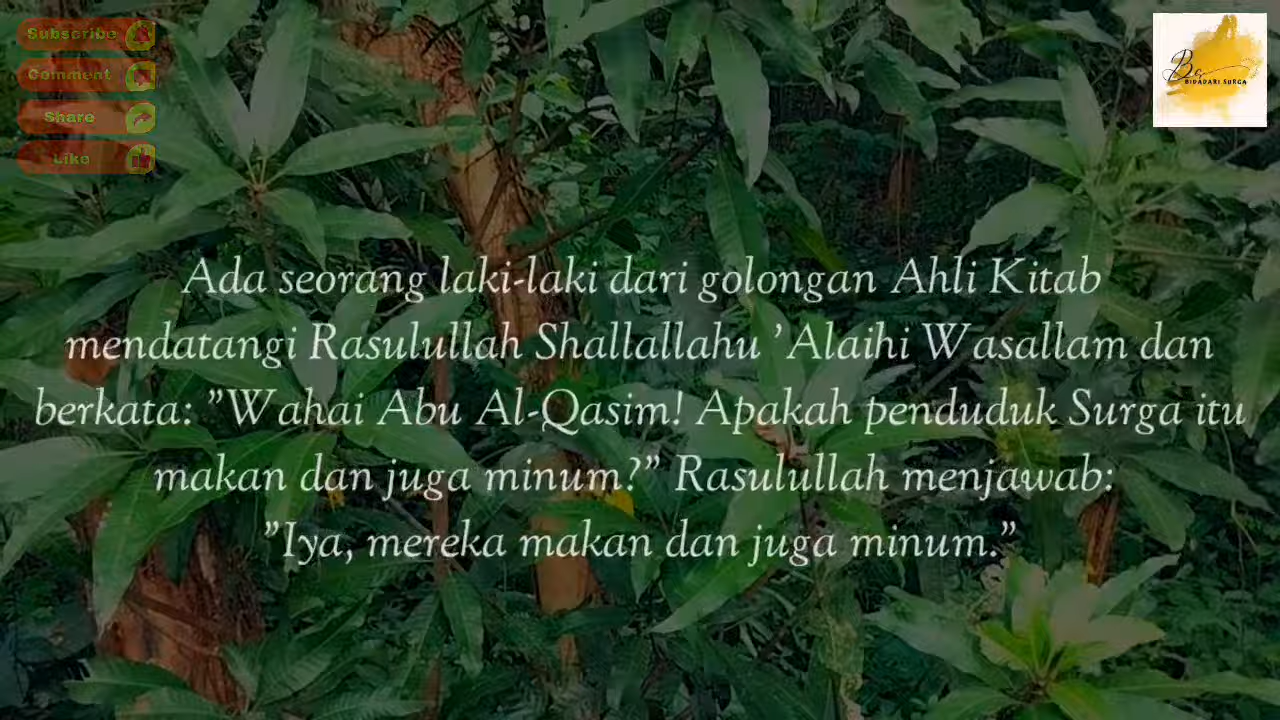 Subscribe
Comment
Share
Like
Be
BIDADARI SURGA
Ada seorang laki-laki dari golongan Ahli Kitab
mendatangi Rasulullah Shallallahu 'Alaihi Wasallam dan
berkata: "Wahai Abu Al-Qasim! Apakah penduduk Surga itu
makan dan juga minum?" Rasulullah menjawab:
"Iya, mereka makan dan juga minum."